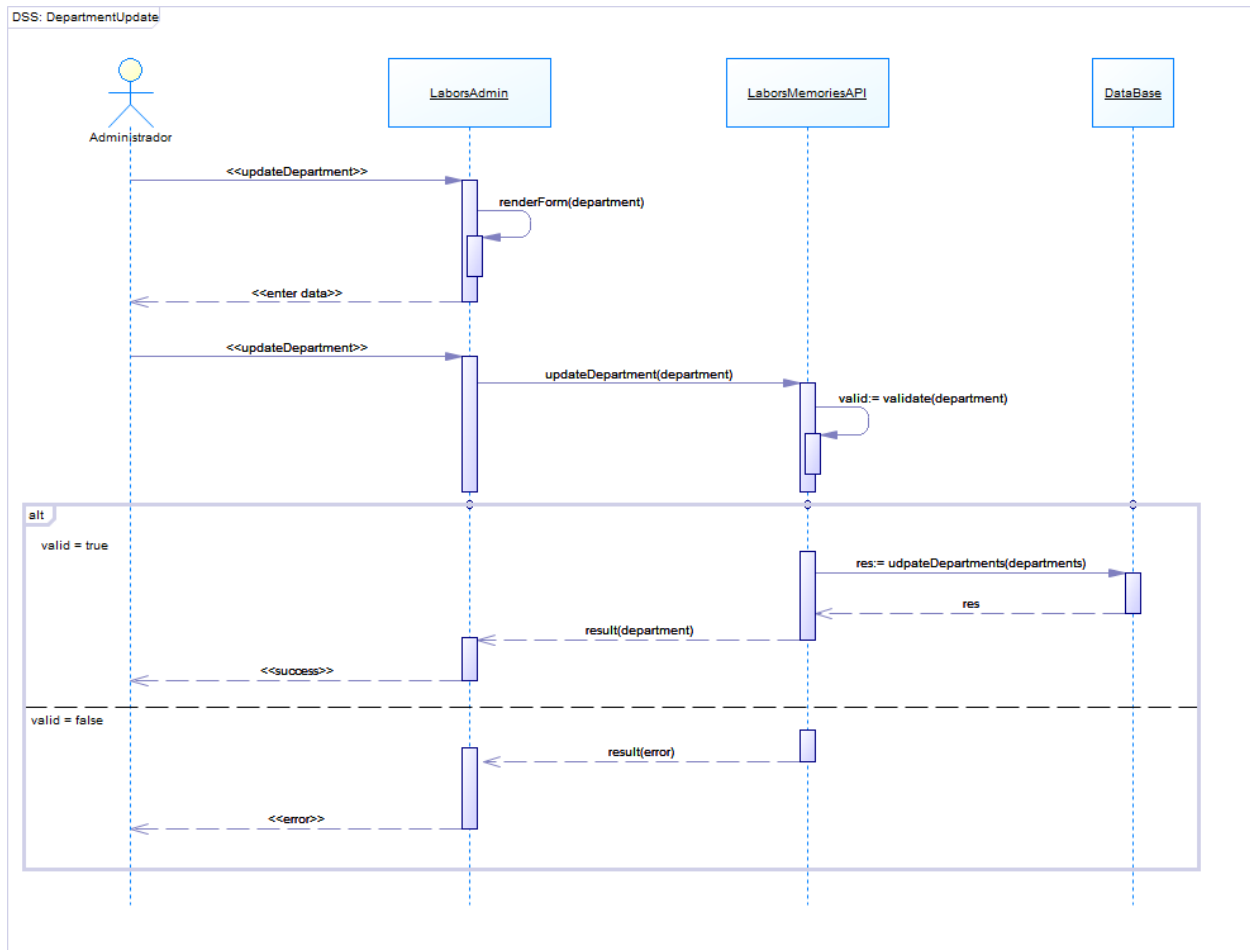 DSS: DepartmentUpdate
Administrador
LaborsAdmin
LaborsMemoriesAPI
DataBase
<<updateDepartment>>
renderForm(department)
<<enter data>>
<<updateDepartment>>
updateDepartment(department)
valid:= validate(department)
alt
valid = true
res:= udpateDepartments(departments)
res
result(department)
<<success>>
valid = false
result(error)
<<error>>